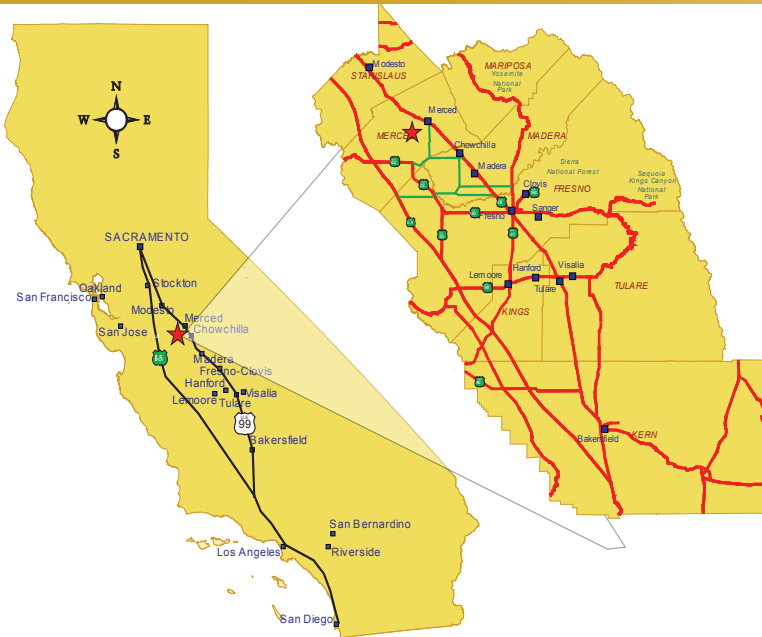 N
W
E
S
SACRAMENTO
Stockton
Oakland
San Francisco
Modesto
Merced
San Jose
Chowchilla
I-5
Madera
Fresno-Clovis
Hanford
Lemoore
Tulare
Visalia
US
99
Bakersfield
San Bernardino
Los Angeles
Riverside
San Diego
Modesto
STANISLAUS
MARIPOSA
Yosemite
National
Park
Merced
MERCED
MADERA
Chowchilla
Madera
Sierra
National Forest
Clovis
FRESNO
Sequoia
Kings Canyon
National
Park
Fresno
Sanger
Lemoore
Hanford
Visalia
Tulare
TULARE
KINGS
Bakersfield
KERN